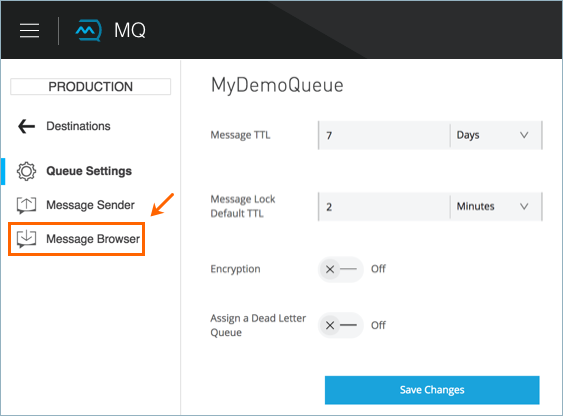 MQ
PRODUCTION
Destinations
Queue Settings
Message Sender
Message Browser
MyDemoQueue
Message TTL
7
Days
Message Lock
Default TTL
2
Minutes
Encryption
Off
Assign a Dead Letter
Queue
Off
Save Changes